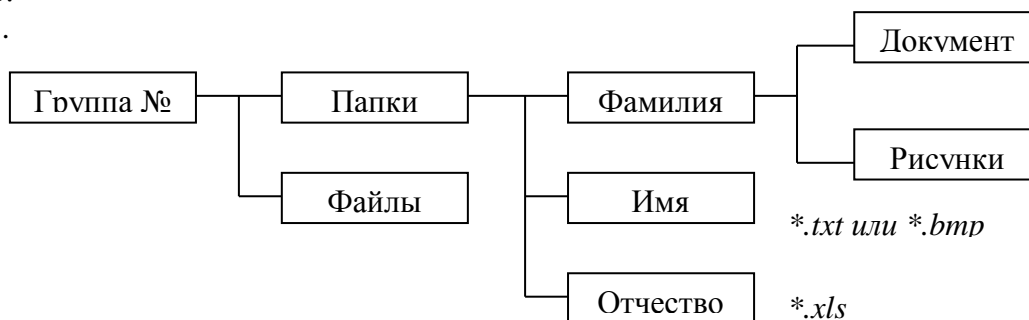 Документ
Группа № Папки Фамилия
Рисунки
Файлы Имя
*.txt или *.bmp
Отчество *.xls